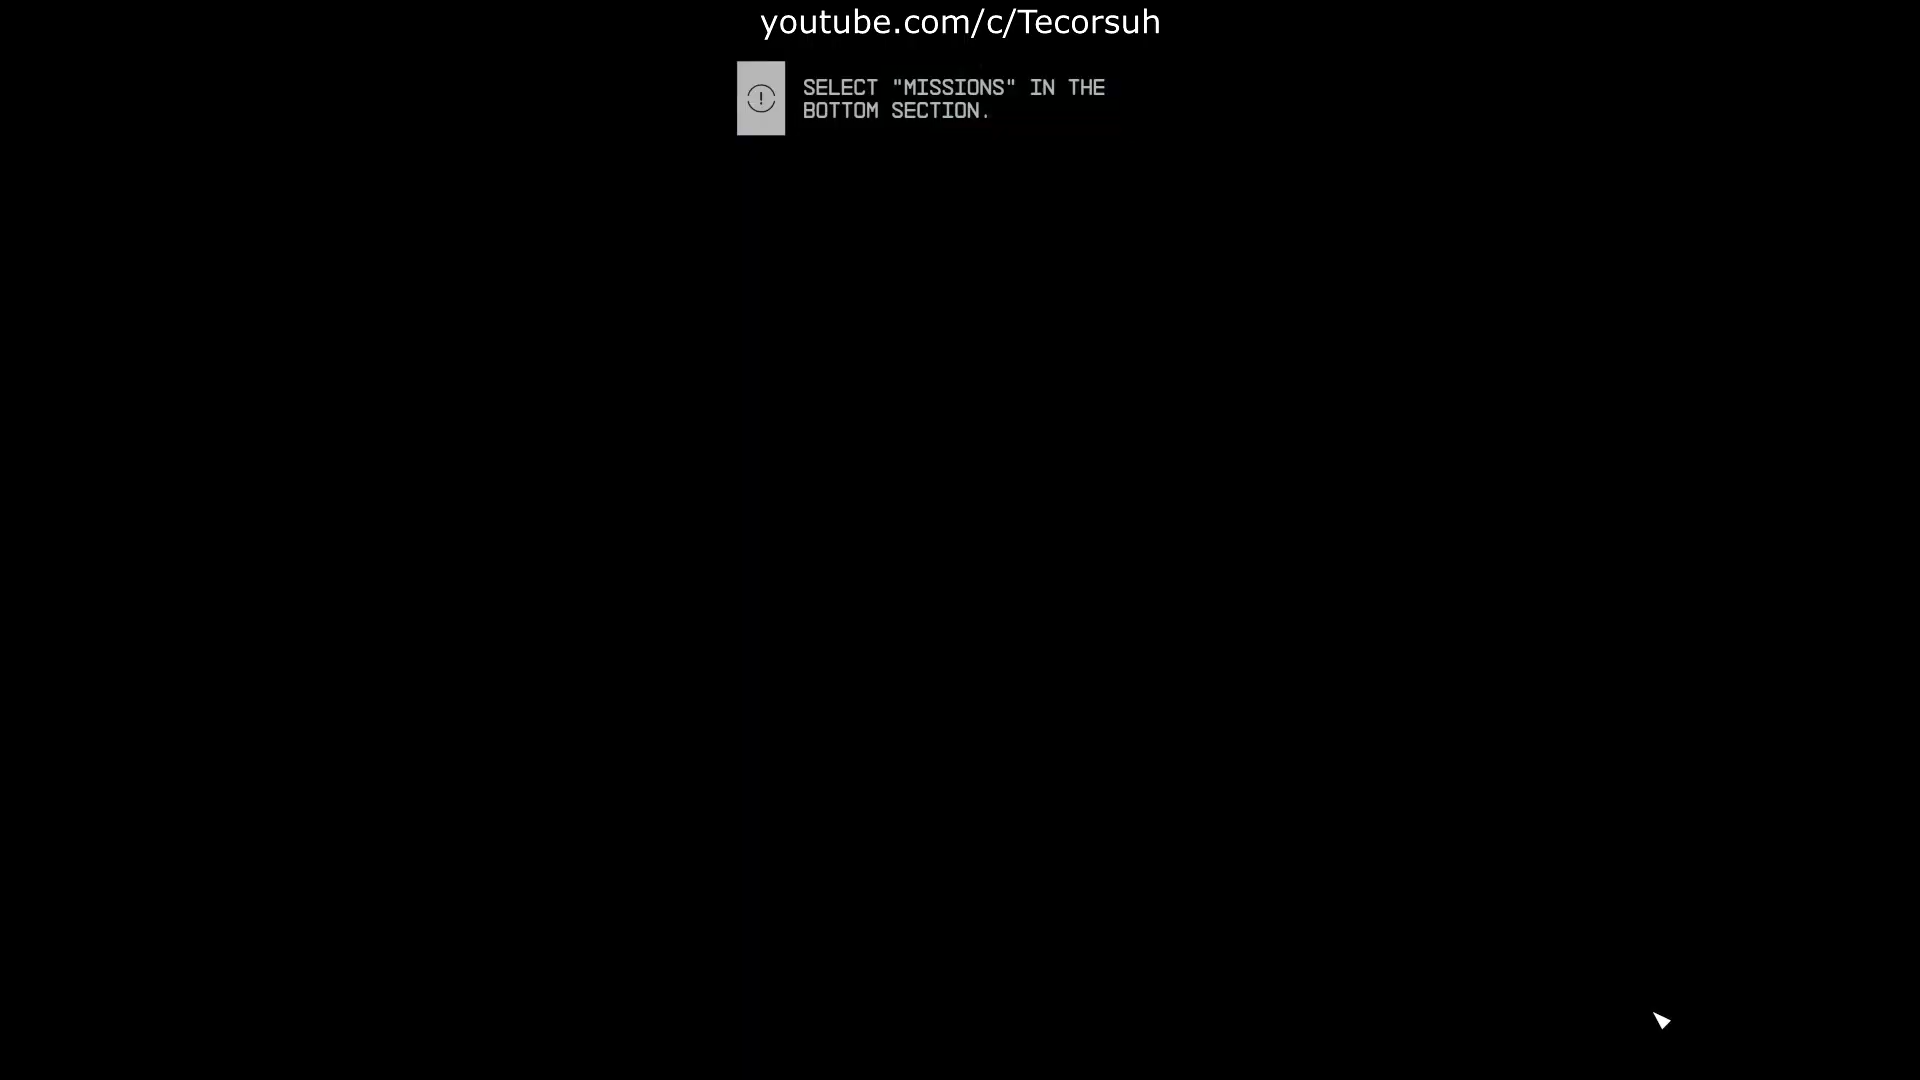 youtube.com/c/Tecorsuh
!
SELECT "MISSIONS" IN THE
BOTTOM SECTION.